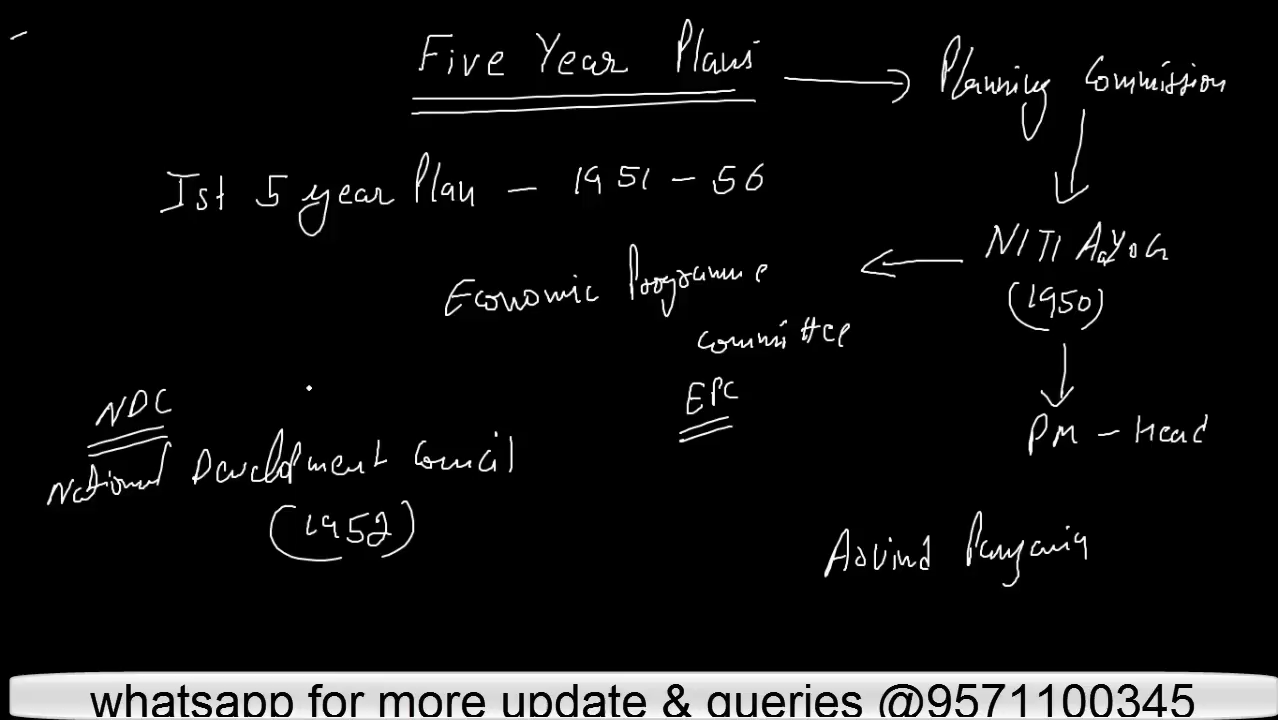 Five Year Plans → Planning Commission
Ist 5 year Plan - 1951 - 56
NITI AaYoG
(1950)
Economic Programme
Committee
EPC
PM - Head
NDC
National Development Council
(1952)
Arvind Pangariya
whatsapp for more update & queries @9571100345